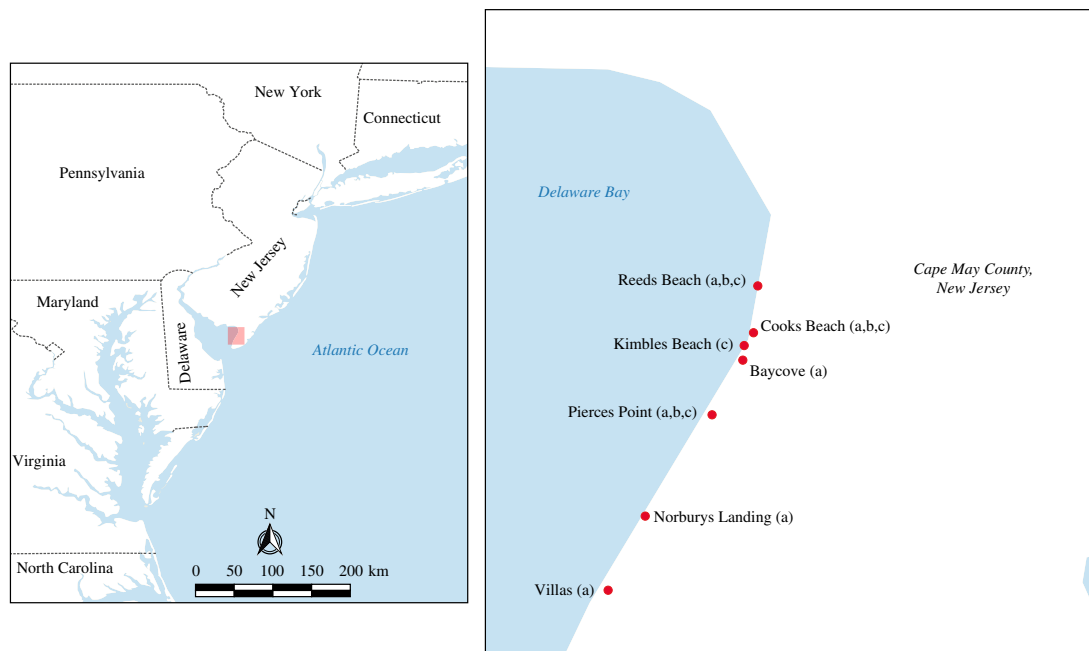 New York
Connecticut
Pennsylvania
New Jersey
Maryland
Delaware
Atlantic Ocean
Virginia
N
North Carolina
0 50 100 150 200 km
Delaware Bay
Cape May County,
New Jersey
Reeds Beach (a,b,c)
Cooks Beach (a,b,c)
Kimbles Beach (c)
Baycove (a)
Pierces Point (a,b,c)
Norburys Landing (a)
Villas (a)